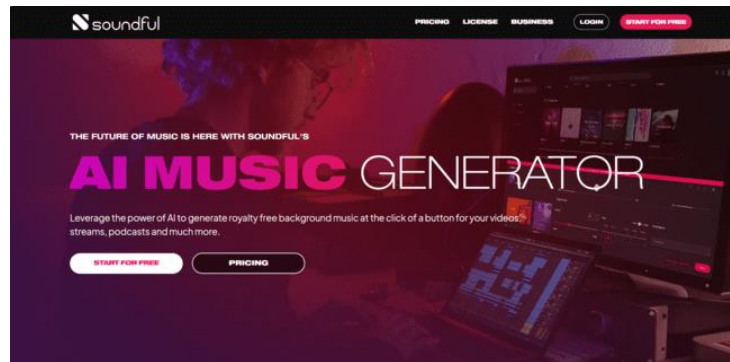 soundful
PRICING LICENSE BUSINESS LOGIN START FOR FREE
THE FUTURE OF MUSIC IS HERE WITH SOUNDFUL'S
AI MUSIC GENERATOR
Leverage the power of AI to generate royalty free background music at the click of a button for your videos,
streams, podcasts and much more.
START FOR FREE PRICING